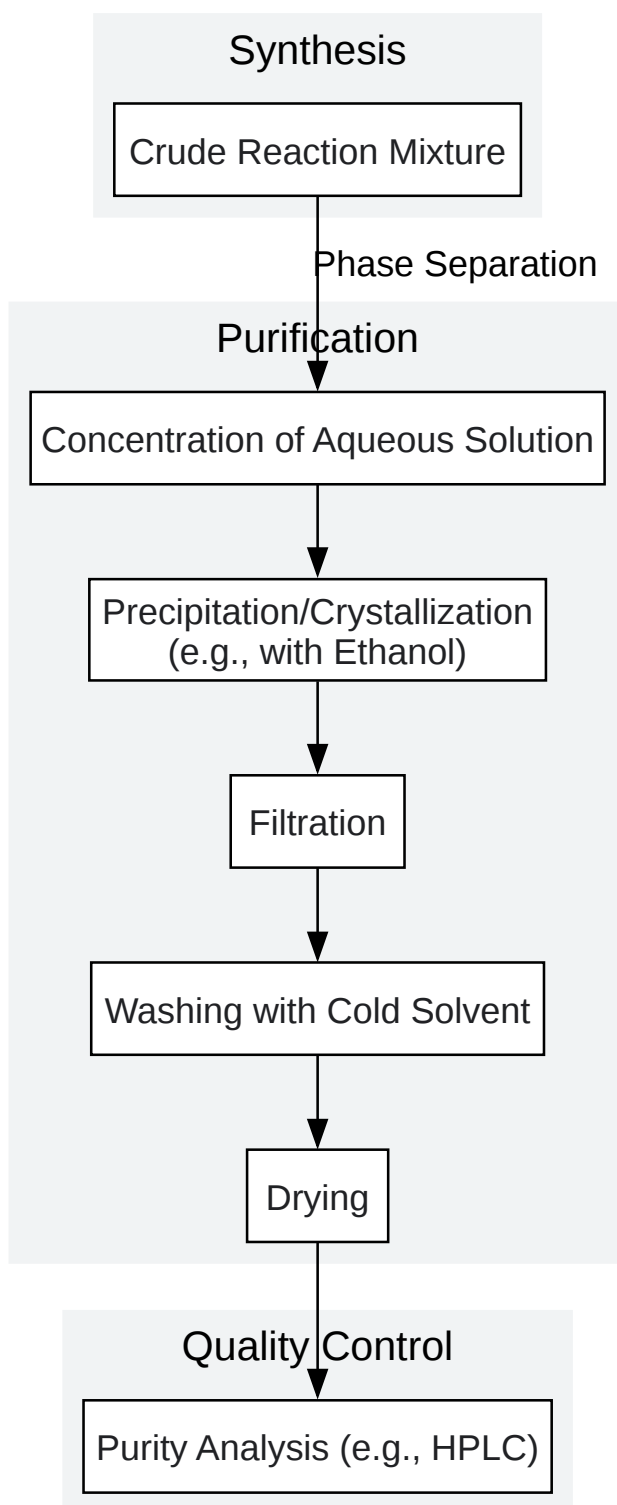 Synthesis
Crude Reaction Mixture
Phase Separation
Purification
Concentration of Aqueous Solution
Precipitation/Crystallization
(e.g., with Ethanol)
Filtration
Washing with Cold Solvent
Drying
Quality Control
Purity Analysis (e.g., HPLC)